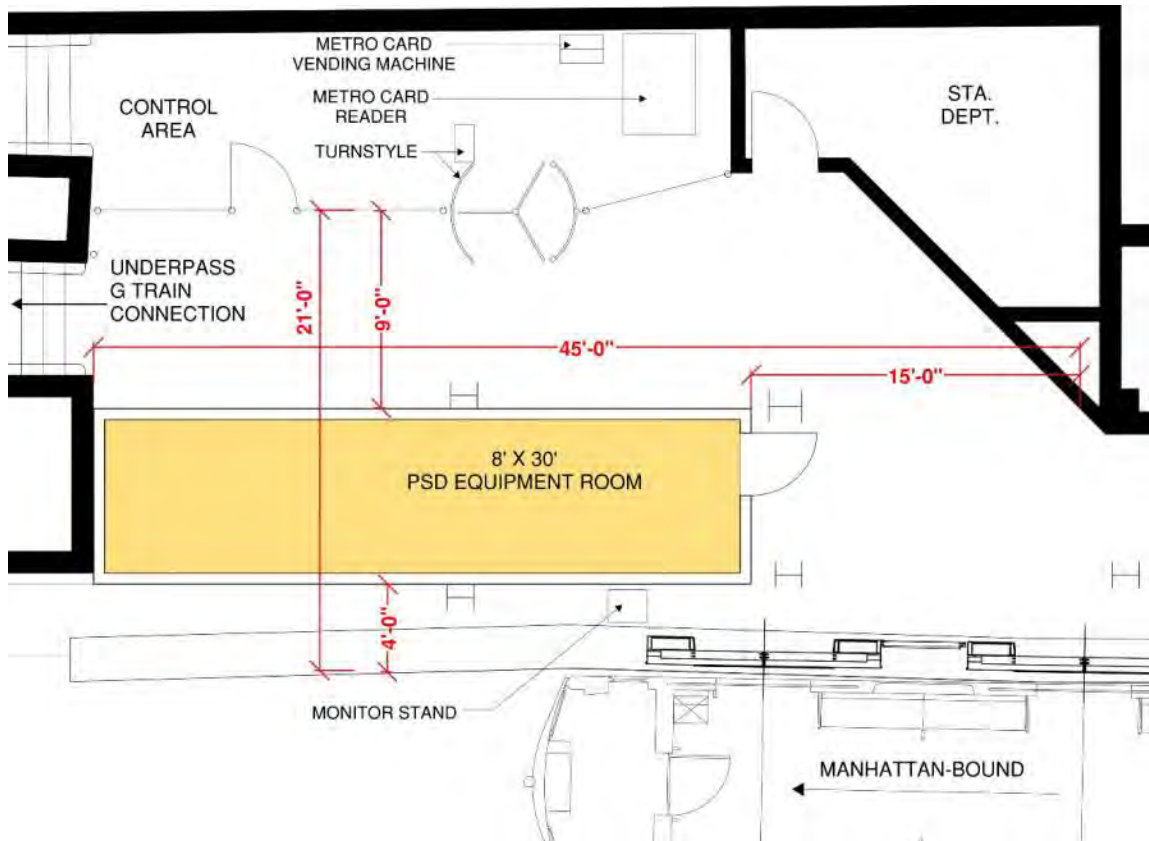 METRO CARD
VENDING MACHINE
METRO CARD
READER
CONTROL
AREA
STA.
DEPT.
TURNSTYLE
UNDERPASS
G TRAIN
CONNECTION
21'-0"
9'-0"
45'-0"
15'-0"
8' X 30'
PSD EQUIPMENT ROOM
4'-0"
MONITOR STAND
MANHATTAN-BOUND